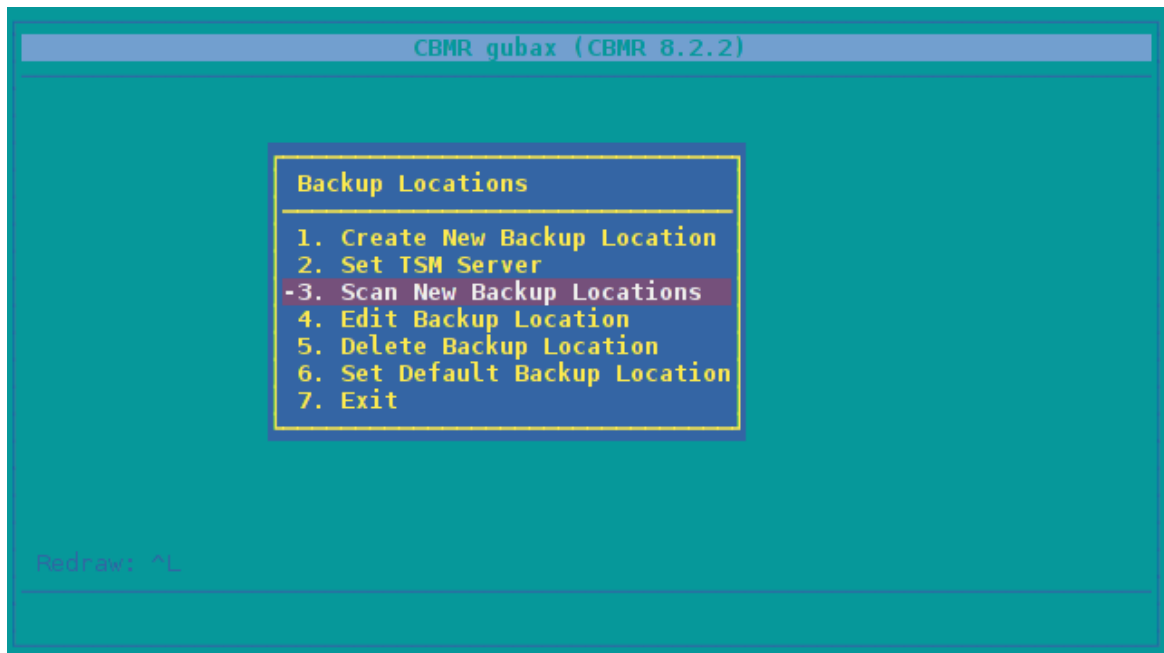 CBMR gubax (CBMR 8.2.2)
Backup Locations
1. Create New Backup Location
2. Set TSM Server
-3. Scan New Backup Locations
4. Edit Backup Location
5. Delete Backup Location
6. Set Default Backup Location
7. Exit
Redraw: ^L